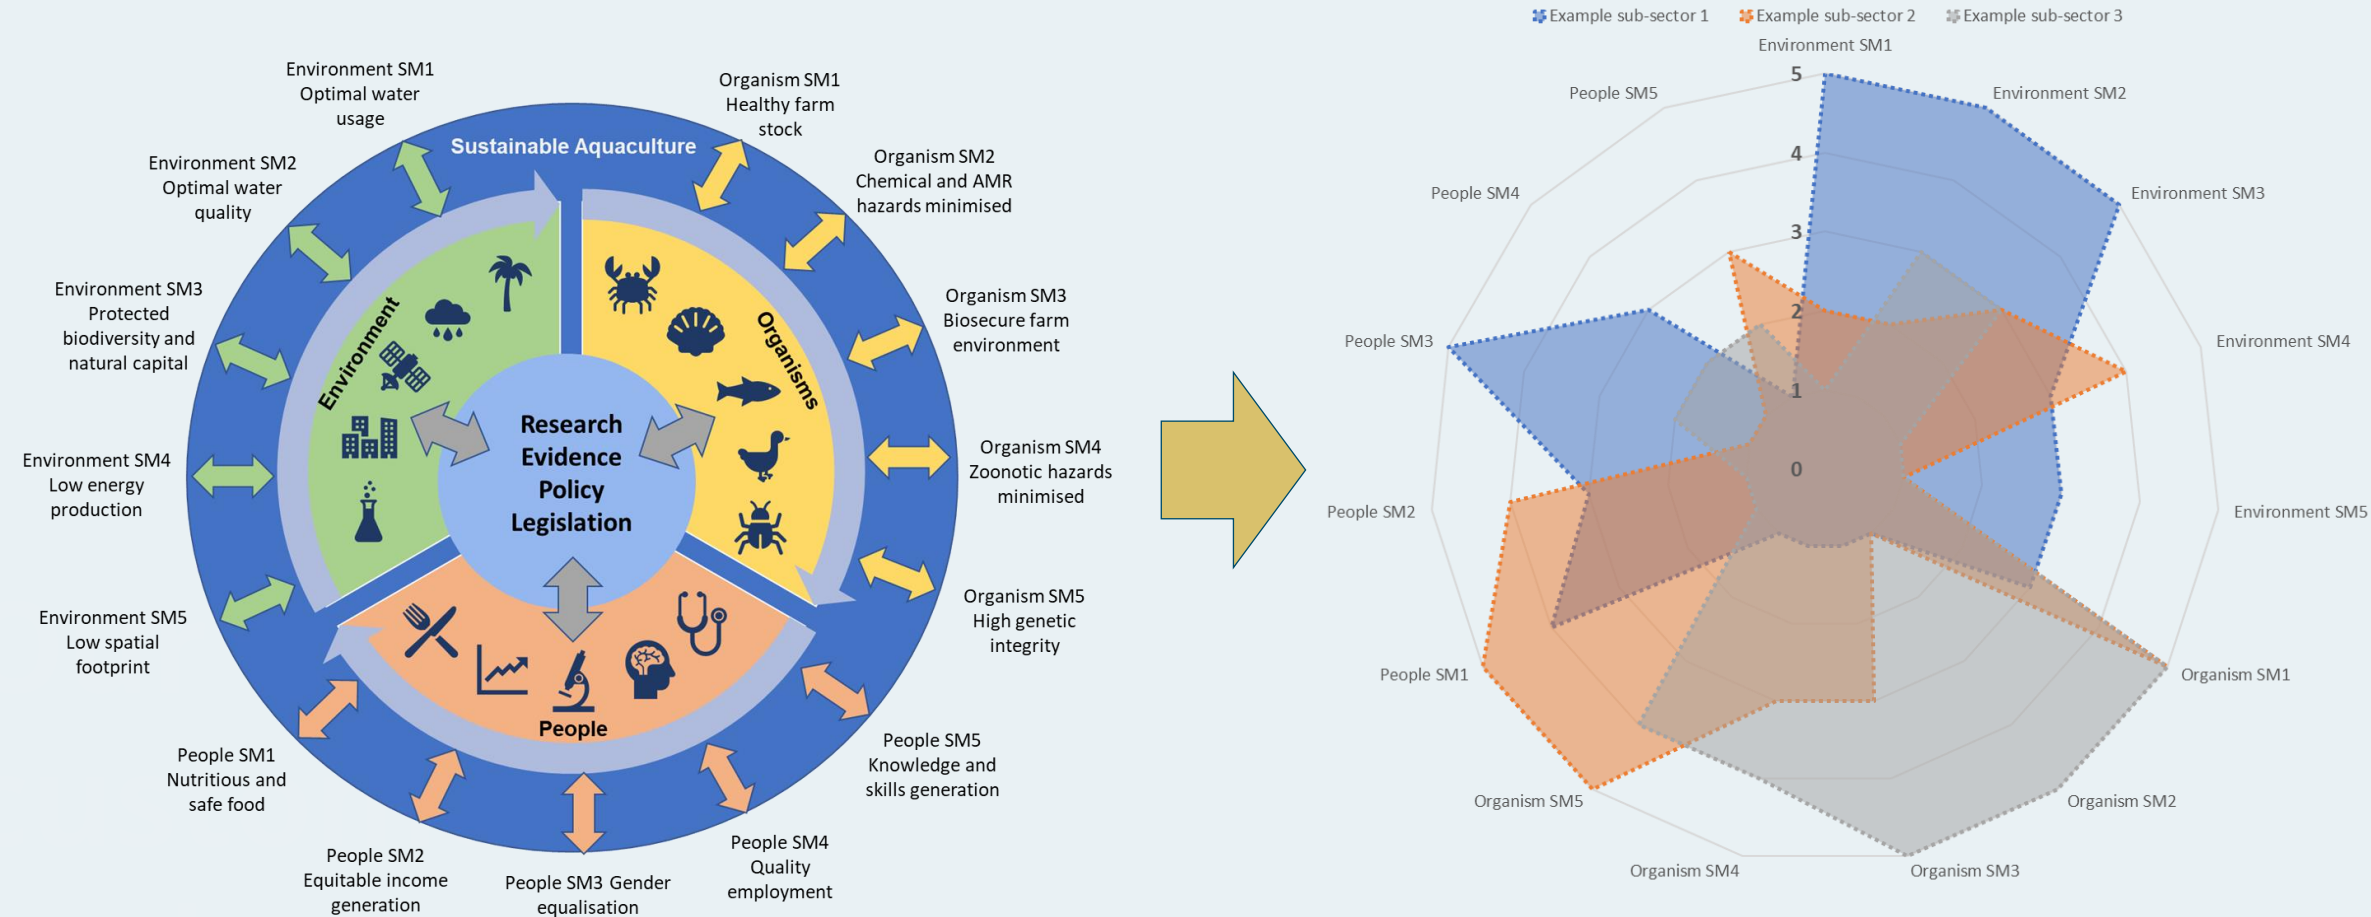 Environment SM1
Optimal water
usage
Environment SM2
Optimal water
quality
Environment SM3
Protected
biodiversity and
natural capital
Environment SM4
Low energy
production
Environment SM5
Low spatial
footprint
People SM1
Nutritious and
safe food
People SM2
Equitable income
generation
People SM3 Gender
equalisation
People SM4
Quality
employment
People SM5
Knowledge and
skills generation
Organism SM1
Healthy farm
stock
Organism SM2
Chemical and AMR
hazards minimised
Organism SM3
Biosecure farm
environment
Organism SM4
Zoonotic hazards
minimised
Organism SM5
High genetic
integrity
Sustainable Aquaculture
Environment
Organisms
People
Research
Evidence
Policy
Legislation
Example sub-sector 1
Example sub-sector 2
Example sub-sector 3
Environment SM1
Environment SM2
Environment SM3
Environment SM4
Environment SM5
Organism SM1
Organism SM2
Organism SM3
Organism SM4
Organism SM5
People SM1
People SM2
People SM3
People SM4
People SM5
5
4
3
2
1
0